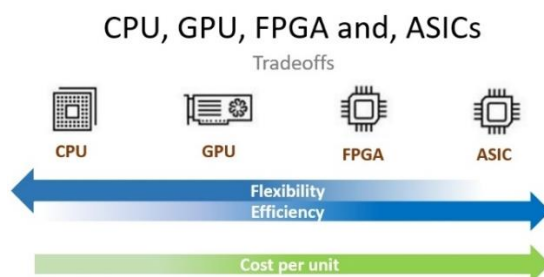 CPU, GPU, FPGA and, ASICs
Tradeoffs
CPU GPU FPGA ASIC
Flexibility
Efficiency
Cost per unit